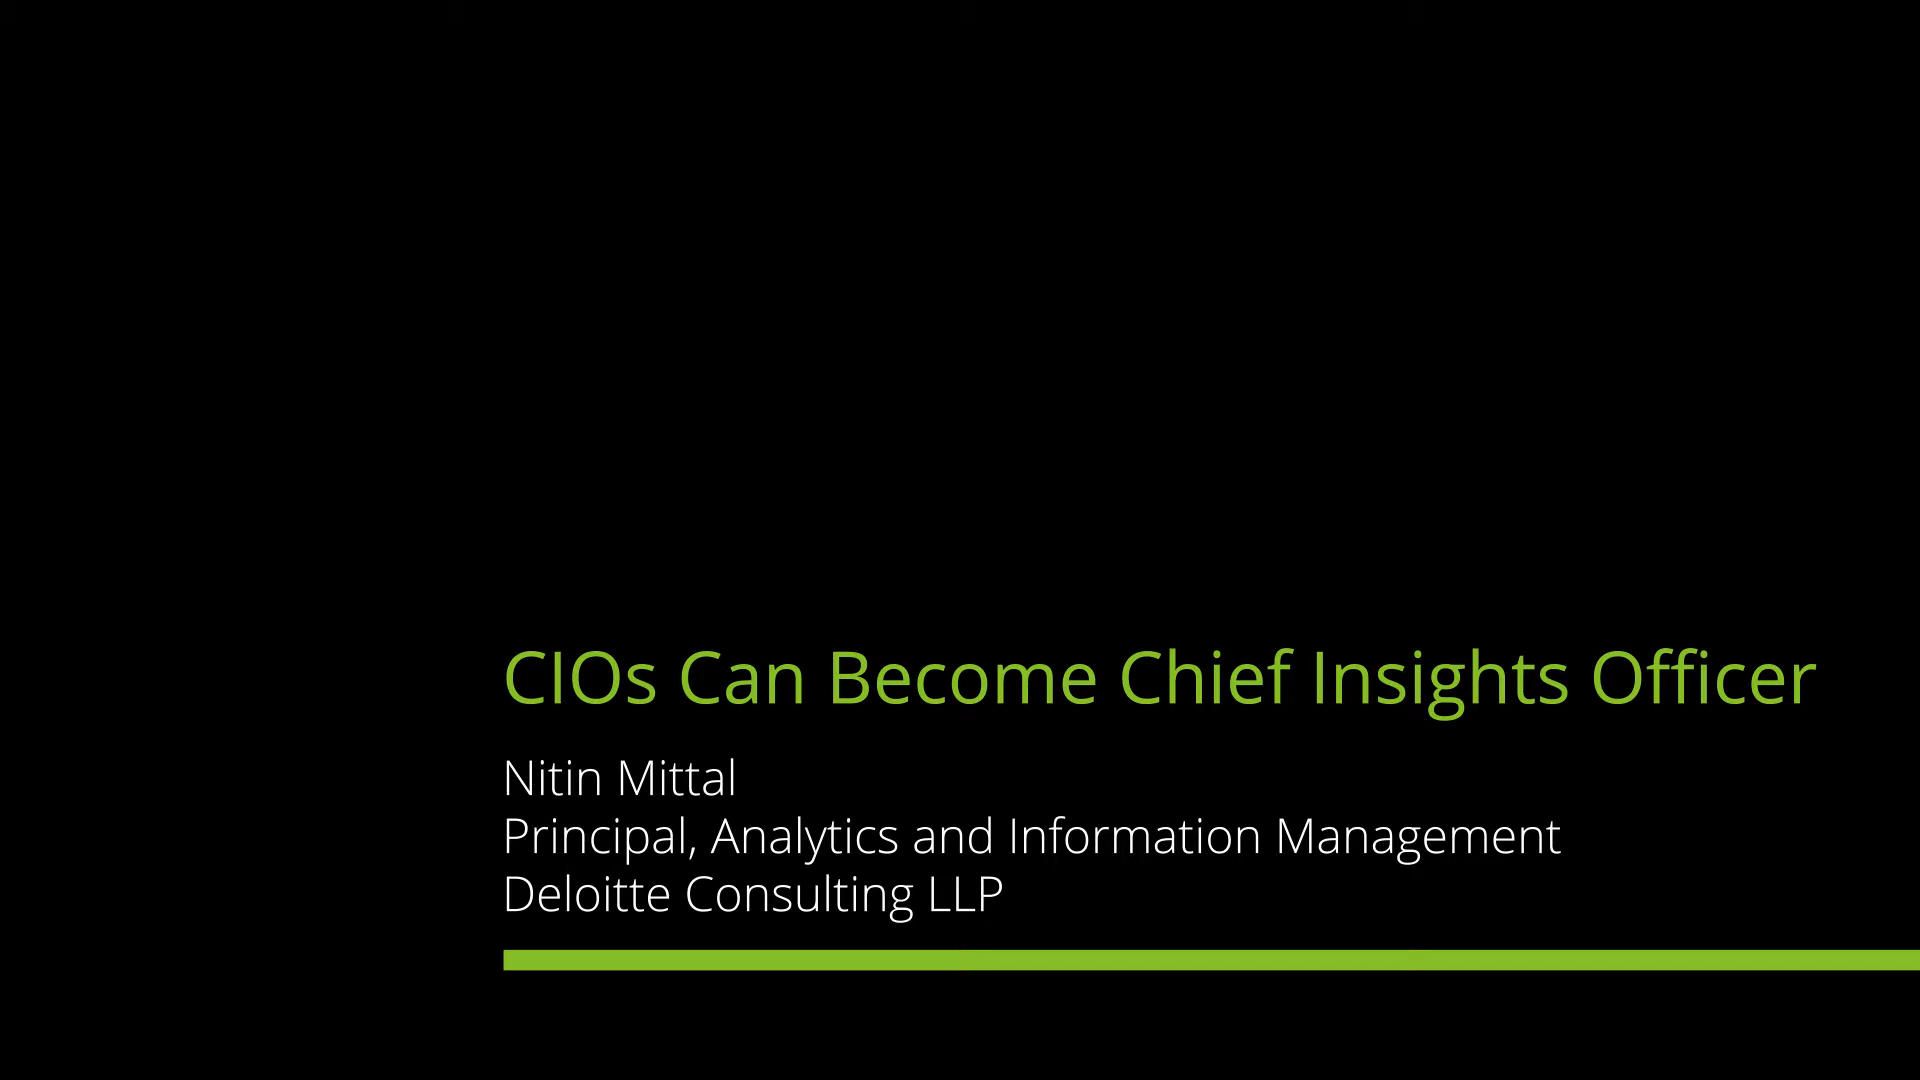 CIOs Can Become Chief Insights Officer
Nitin Mittal
Principal, Analytics and Information Management
Deloitte Consulting LLP